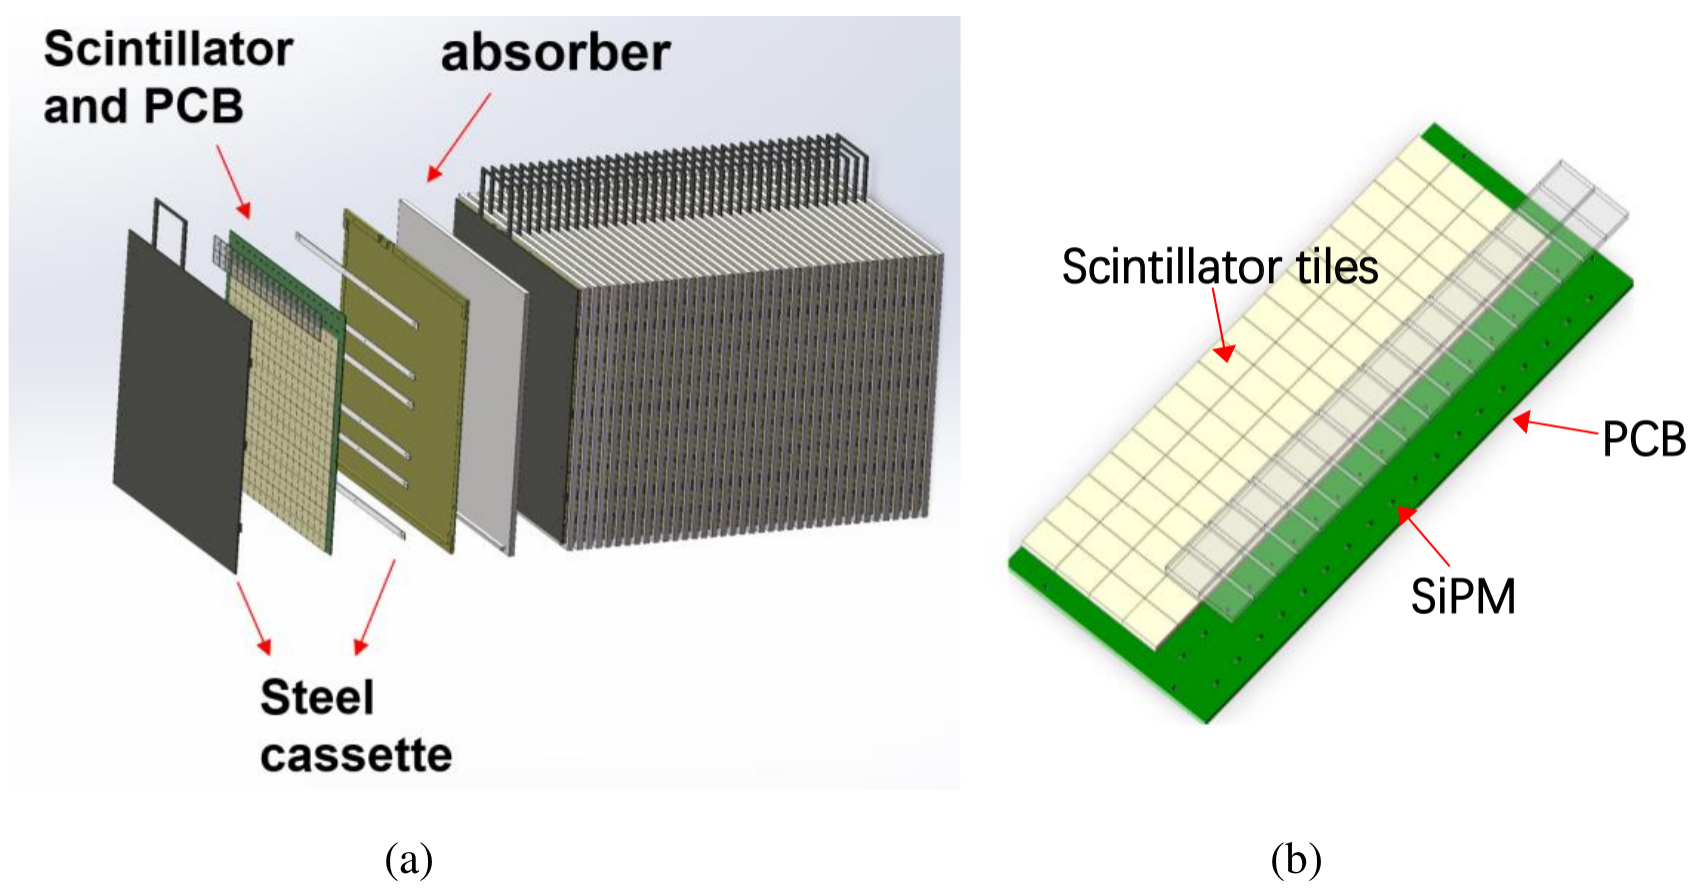 Scintillator
and PCB
absorber
Steel
cassette
Scintillator tiles
PCB
SiPM
(a)
(b)